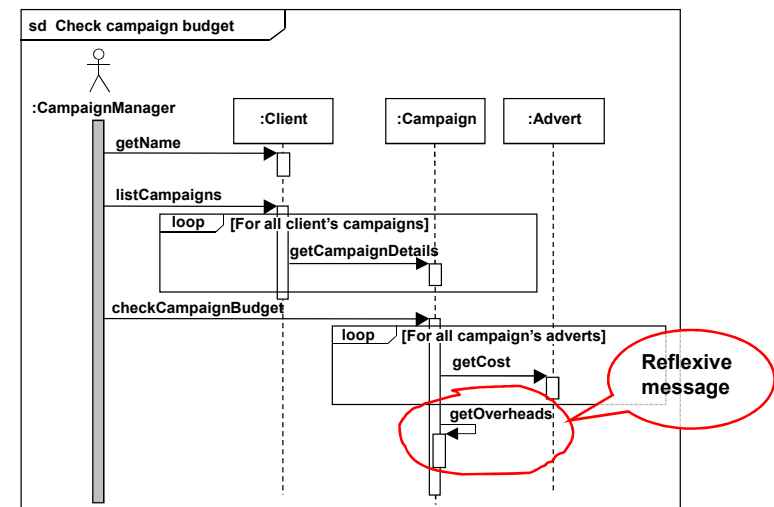 sd Check campaign budget
:CampaignManager
:Client
:Campaign
:Advert
getName
listCampaigns
loop [For all client's campaigns]
getCampaignDetails
checkCampaignBudget
loop [For all campaign's adverts]
getCost
Reflexive
message
getOverheads